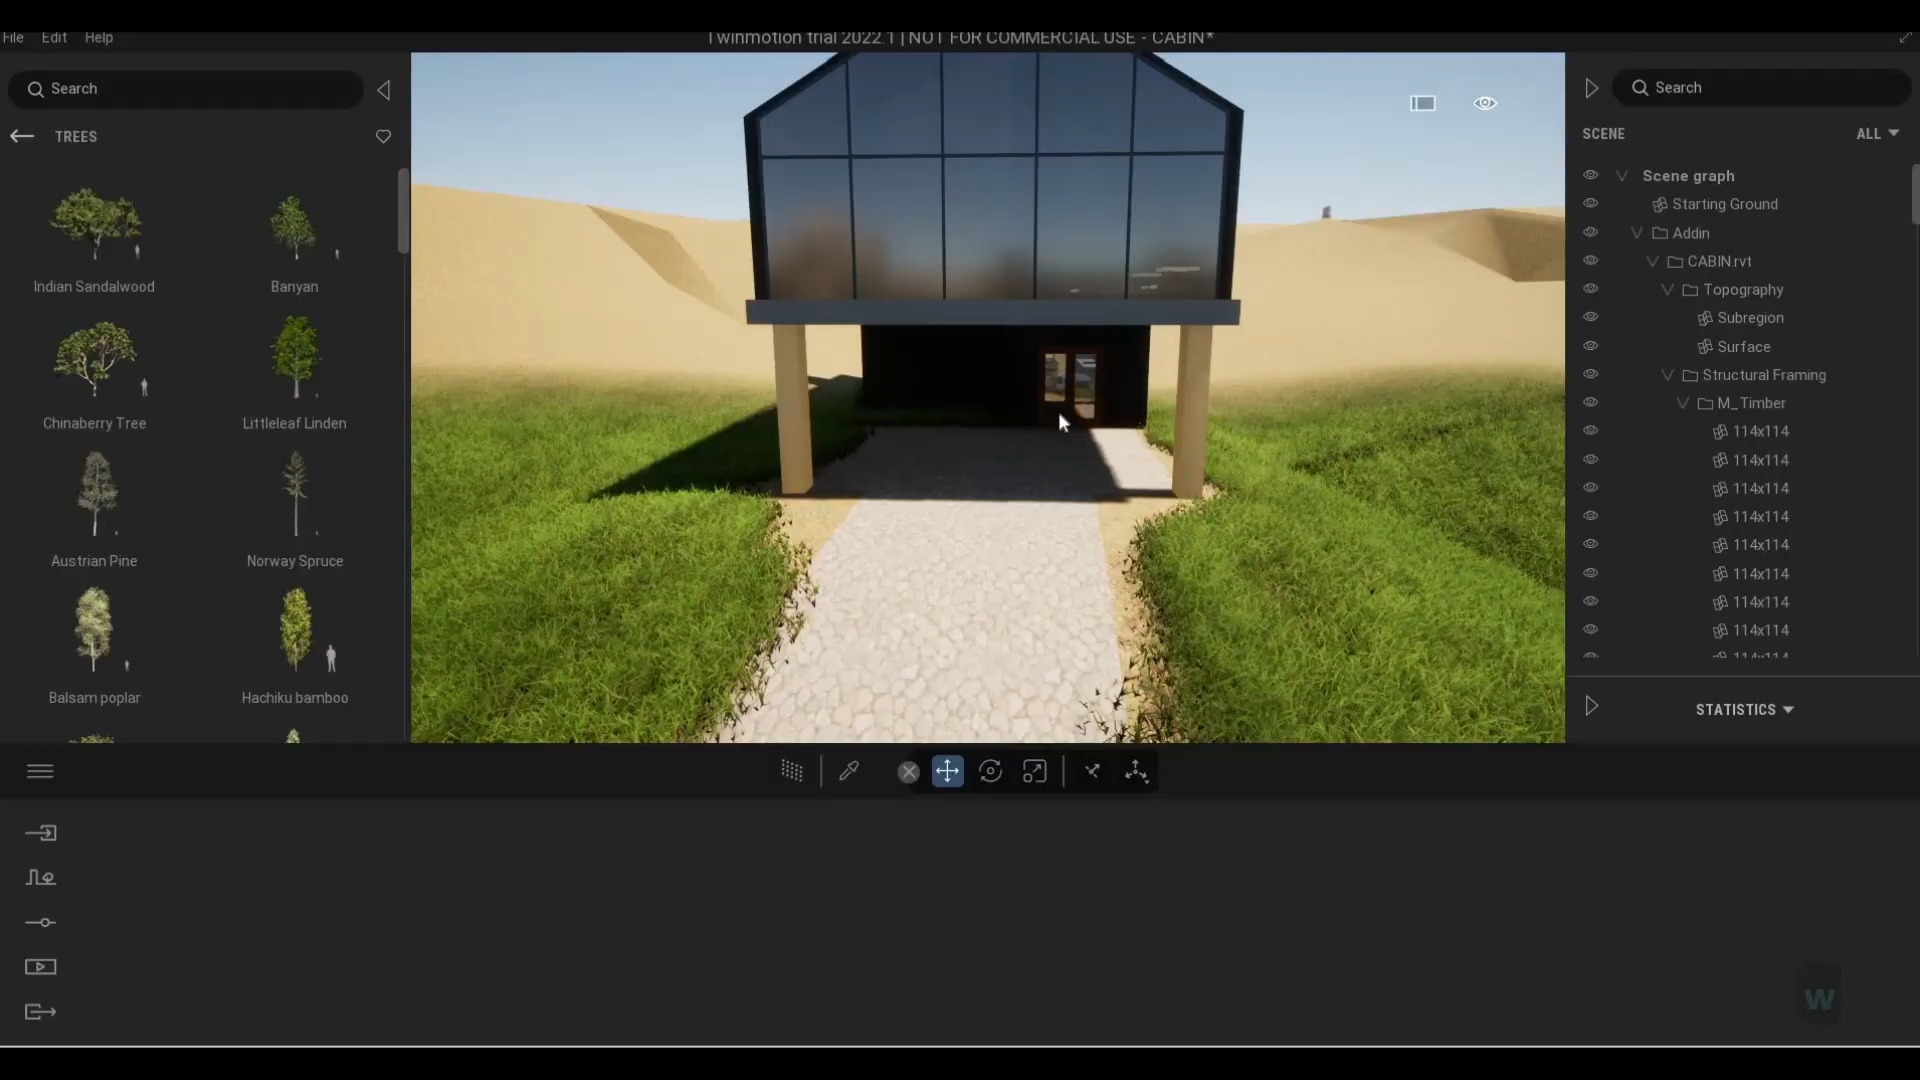 File Edit Help
Twinmotion trial 2022.1 | NOT FOR COMMERCIAL USE - CABIN*
Search
TREES
Indian Sandalwood
Banyan
Chinaberry Tree
Littleleaf Linden
Austrian Pine
Norway Spruce
Balsam poplar
Hachiku bamboo
Search
SCENE
ALL
Scene graph
Starting Ground
Addin
CABIN.rvt
Topography
Subregion
Surface
Structural Framing
M_Timber
114x114
114x114
114x114
114x114
114x114
114x114
114x114
114x114
114x114
STATISTICS
W